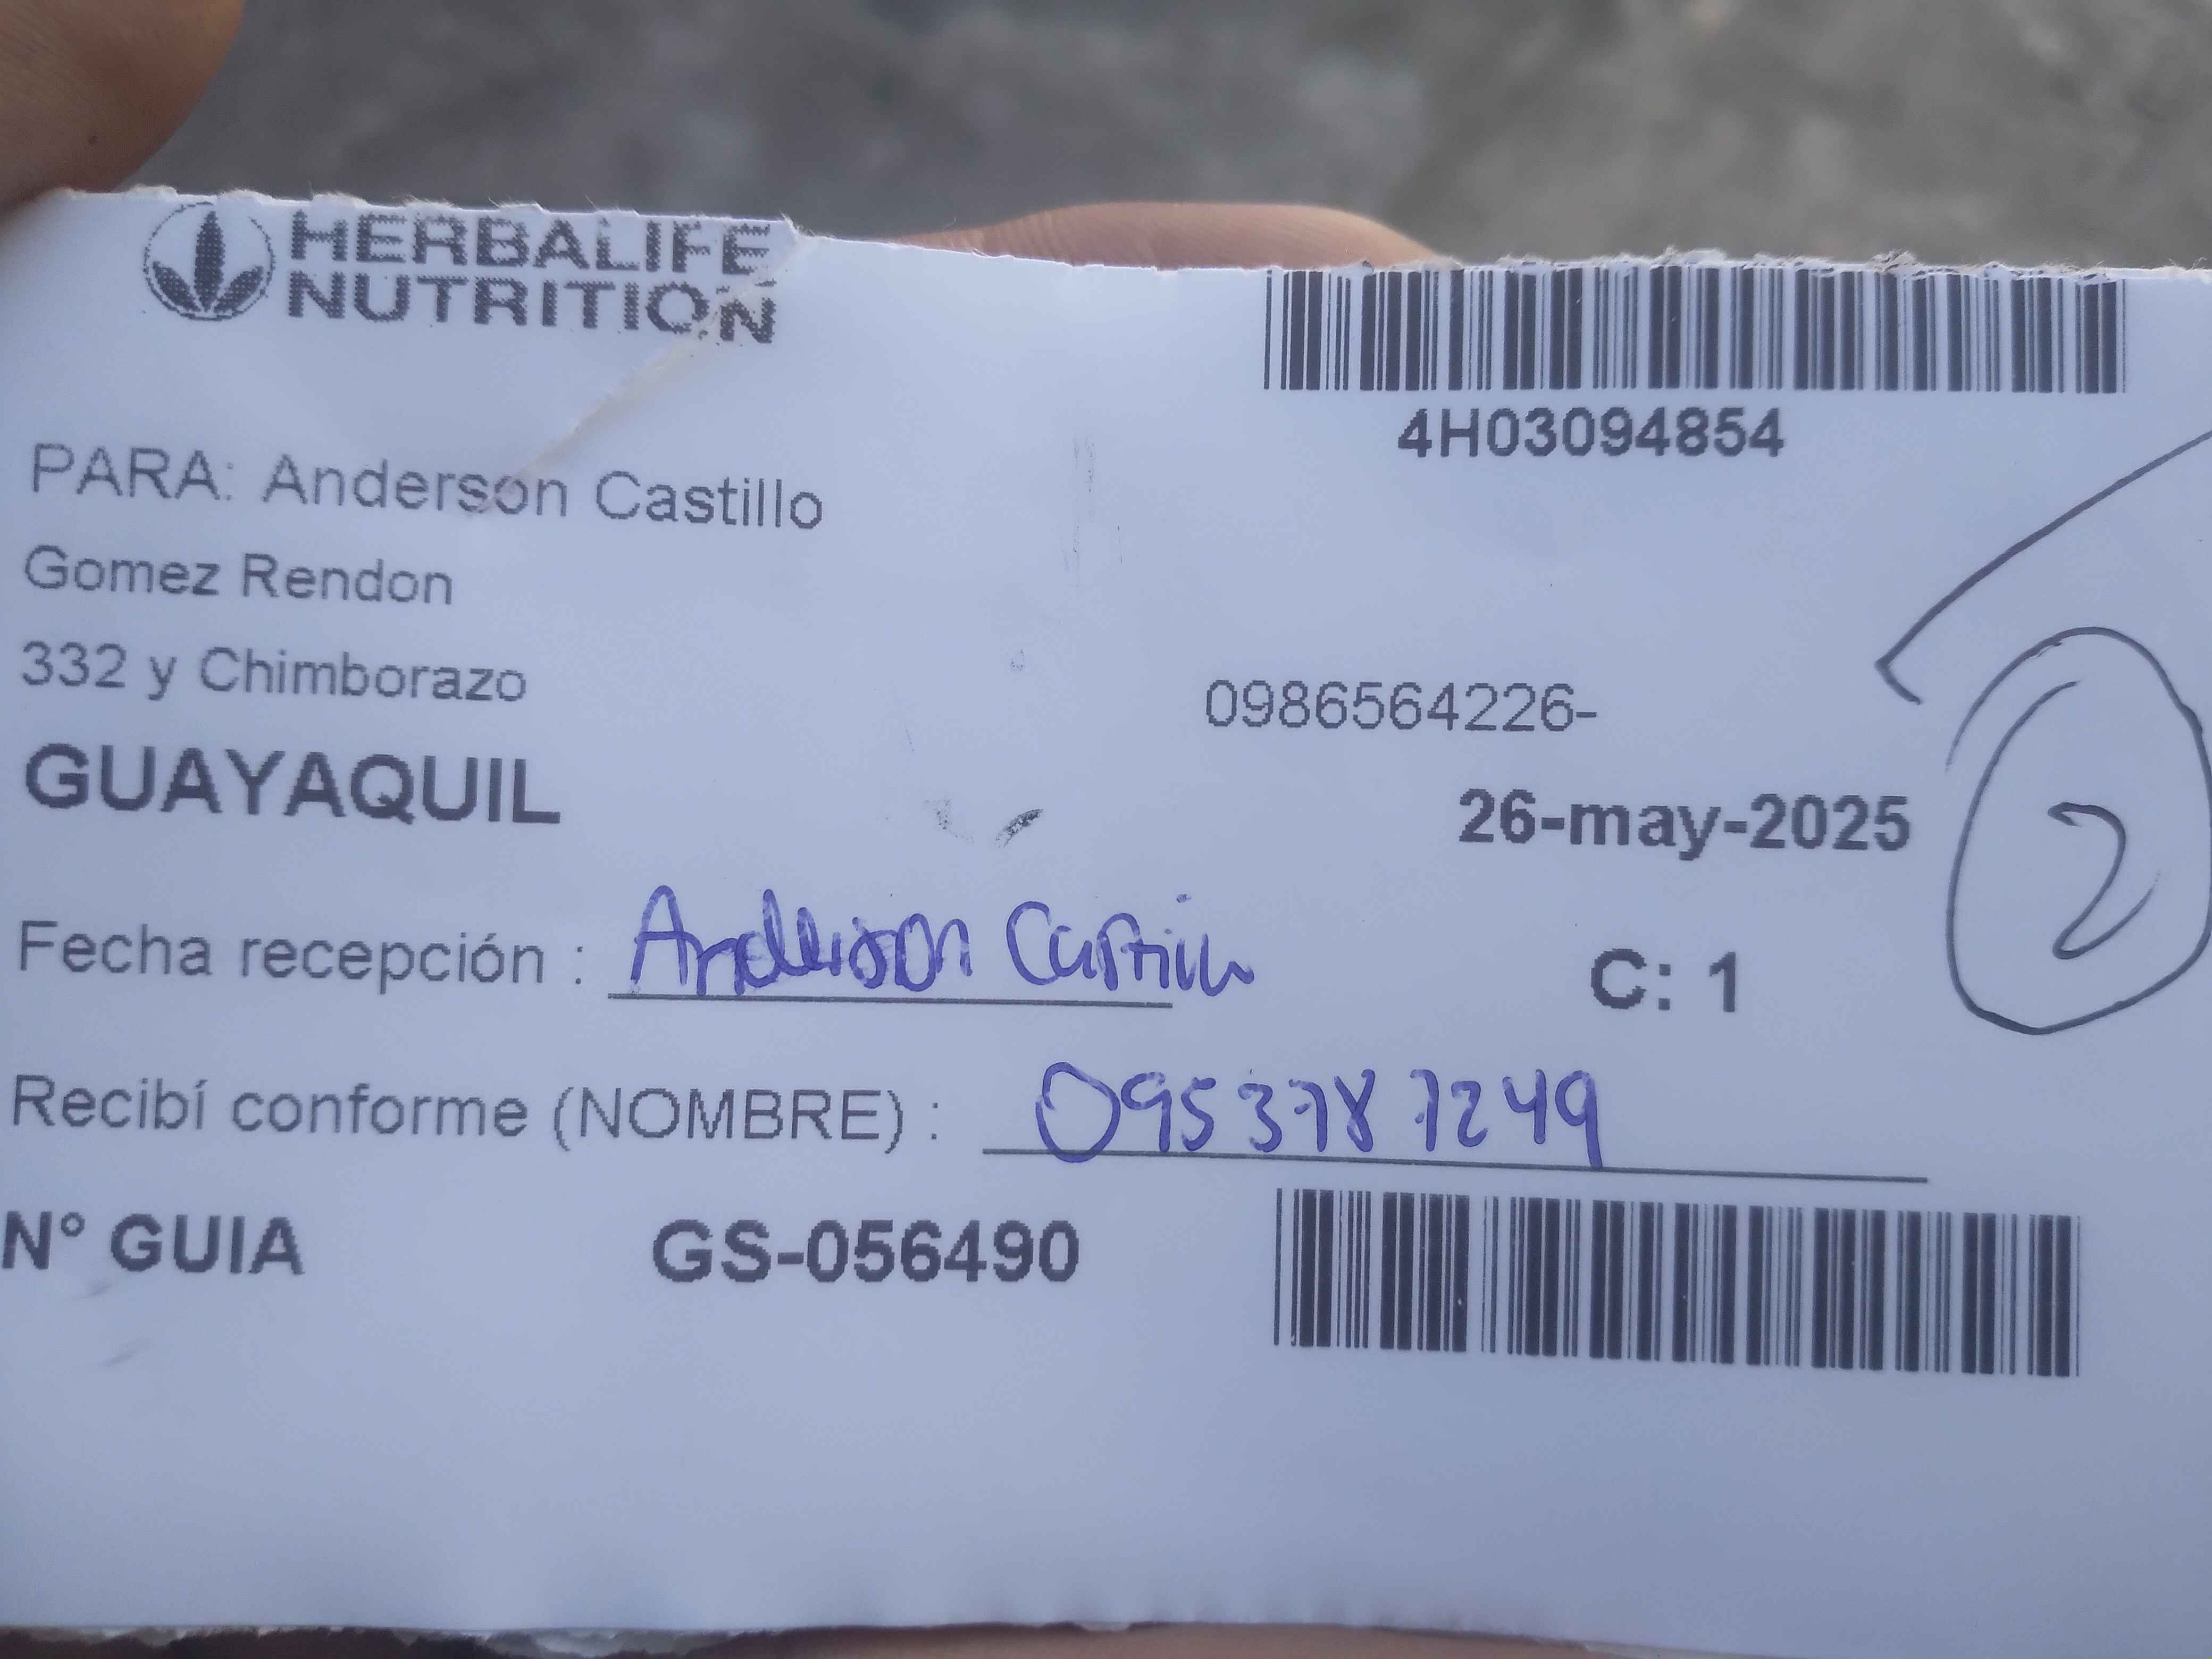 HERBALIFE
NUTRITION
4H03094854
PARA: Anderson Castillo
Gomez Rendon
332 y Chimborazo
0986564226-
GUAYAQUIL
26-may-2025
2
Fecha recepción : Anderson Castillo
C: 1
Recibí conforme (NOMBRE) : 0953787249
N° GUIA GS-056490